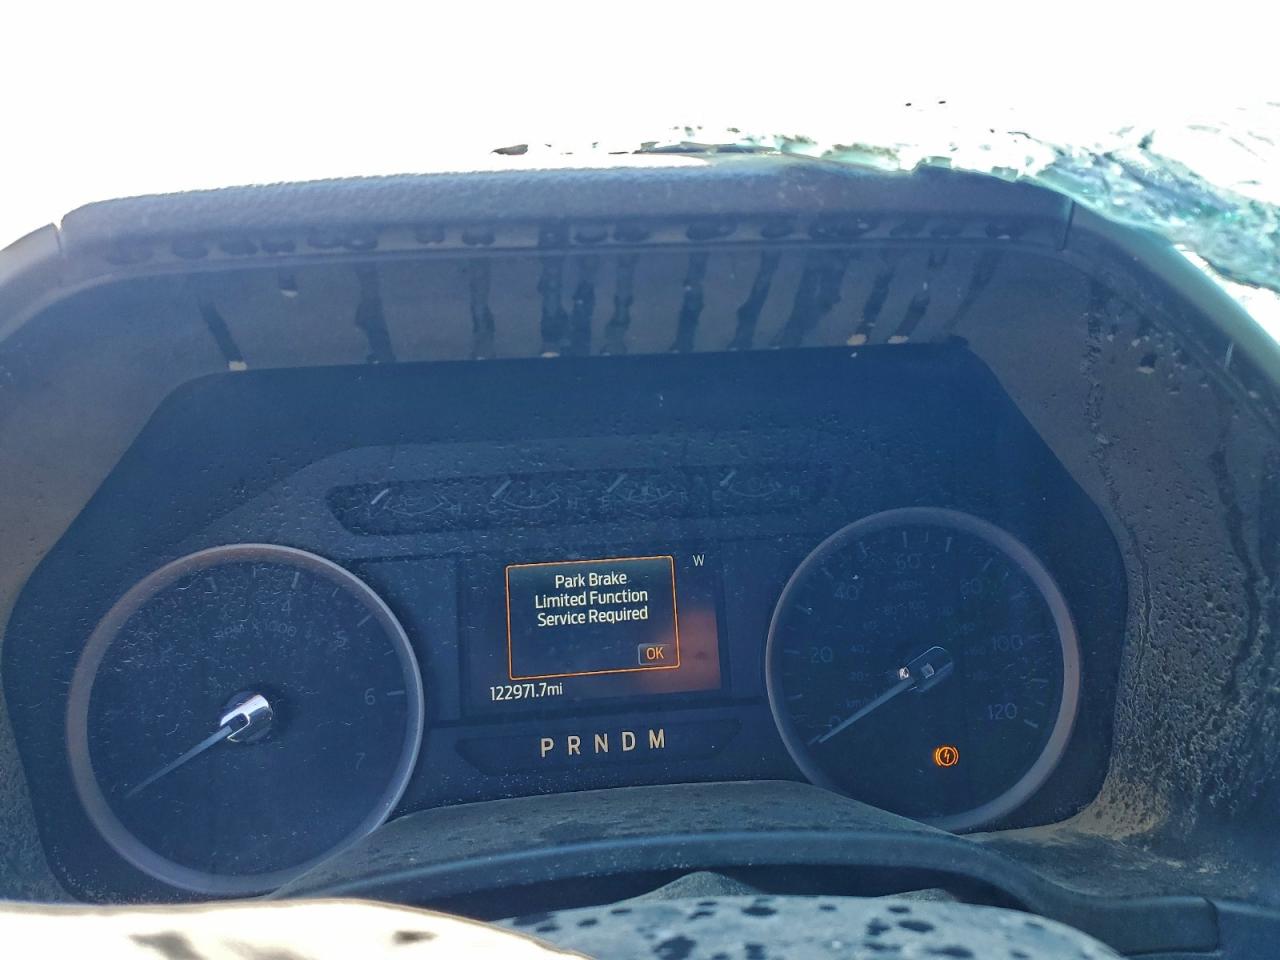 W
Park Brake
Limited Function
Service Required
OK
122971.7mi
P R N D M
4
5
6
7
20
40
60
80
100
120